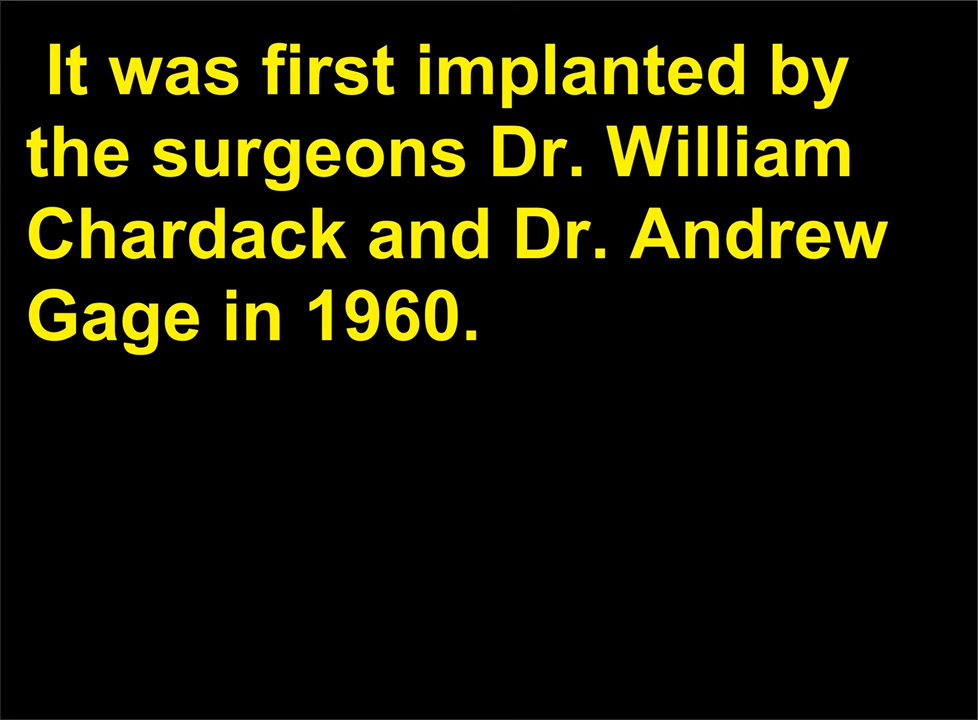 It was first implanted by
the surgeons Dr. William
Chardack and Dr. Andrew
Gage in 1960.